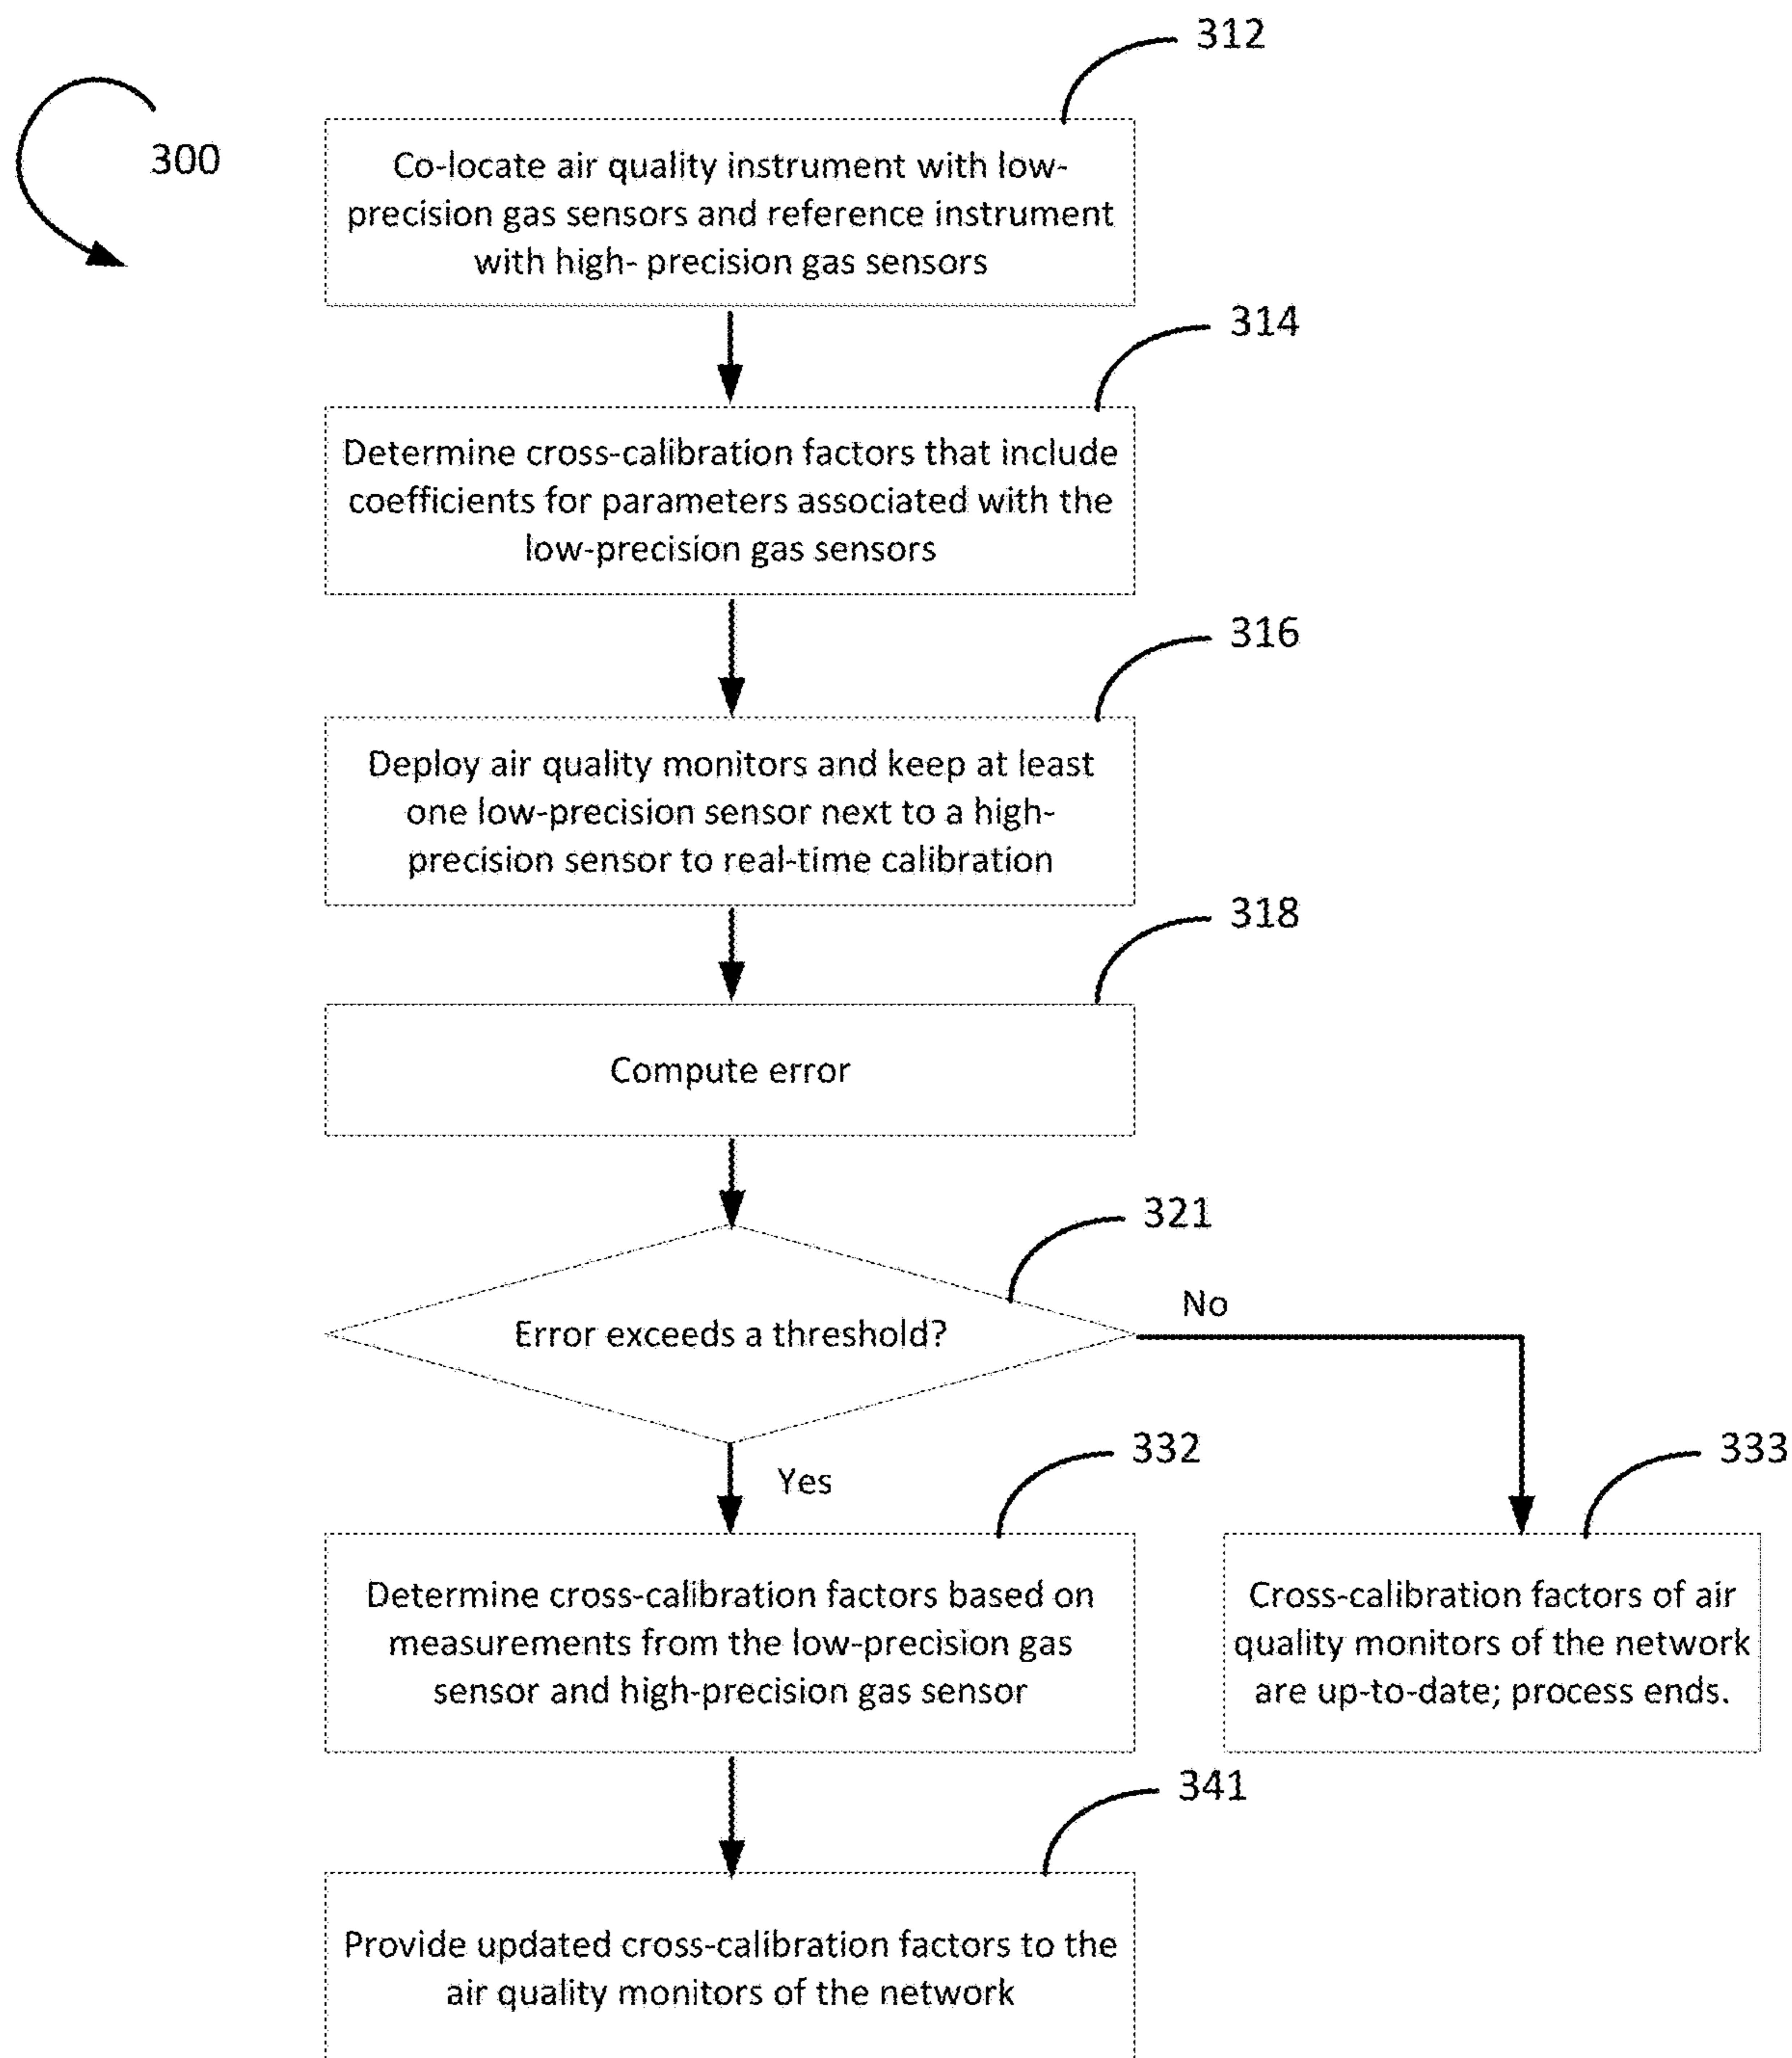 312
300
Co-locate air quality instrument with low-
precision gas sensors and reference instrument
with high- precision gas sensors
314
Determine cross-calibration factors that include
coefficients for parameters associated with the
low-precision gas sensors
316
Deploy air quality monitors and keep at least
one low-precision sensor next to a high-
precision sensor to real-time calibration
318
Compute error
321
Error exceeds a threshold?
No
Yes
332
333
Determine cross-calibration factors based on
measurements from the low-precision gas
sensor and high-precision gas sensor
Cross-calibration factors of air
quality monitors of the network
are up-to-date; process ends.
341
Provide updated cross-calibration factors to the
air quality monitors of the network